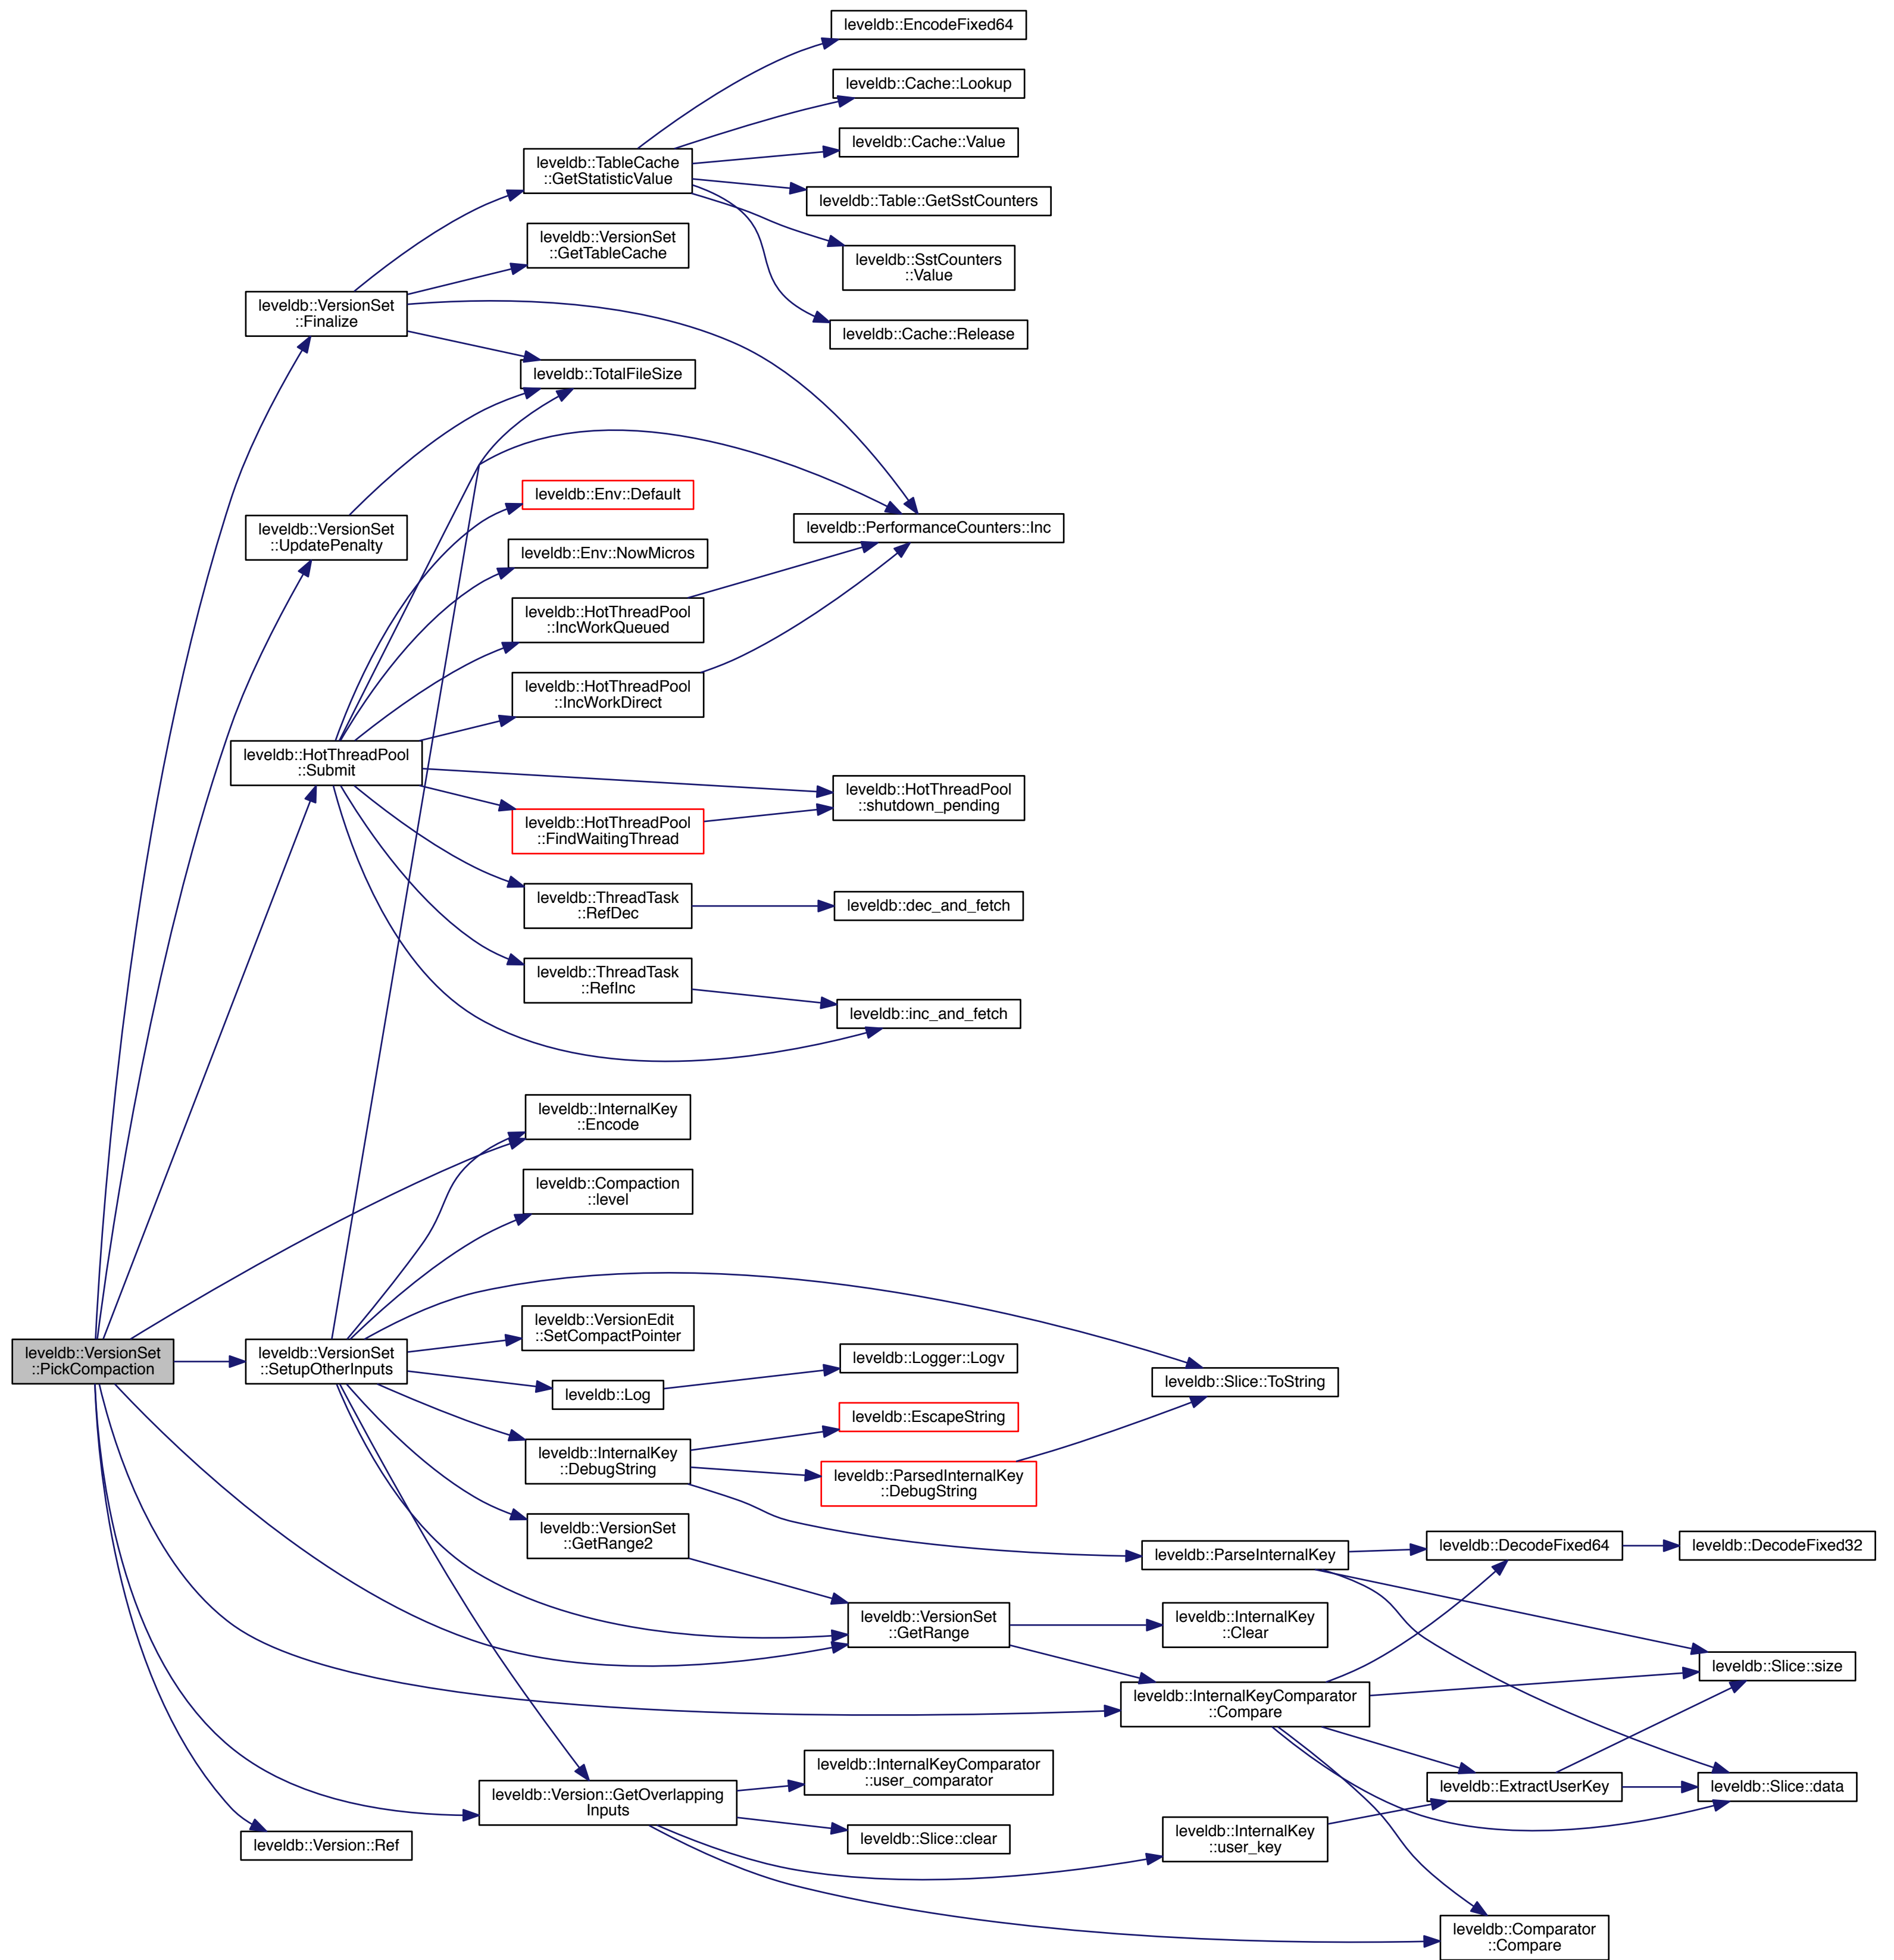 leveldb::EncodeFixed64
leveldb::Cache::Lookup
leveldb::Cache::Value
leveldb::TableCache
::GetStatisticValue
leveldb::Table::GetSstCounters
leveldb::VersionSet
::GetTableCache
leveldb::SstCounters
::Value
leveldb::VersionSet
::Finalize
leveldb::Cache::Release
leveldb::TotalFileSize
leveldb::Env::Default
leveldb::VersionSet
::UpdatePenalty
leveldb::PerformanceCounters::Inc
leveldb::Env::NowMicros
leveldb::HotThreadPool
::IncWorkQueued
leveldb::HotThreadPool
::IncWorkDirect
leveldb::HotThreadPool
::Submit
leveldb::HotThreadPool
::shutdown_pending
leveldb::HotThreadPool
::FindWaitingThread
leveldb::ThreadTask
::RefDec
leveldb::dec_and_fetch
leveldb::ThreadTask
::RefInc
leveldb::inc_and_fetch
leveldb::InternalKey
::Encode
leveldb::Compaction
::level
leveldb::VersionEdit
::SetCompactPointer
leveldb::VersionSet
::PickCompaction
leveldb::VersionSet
::SetupOtherInputs
leveldb::Logger::Logv
leveldb::Log
leveldb::Slice::ToString
leveldb::EscapeString
leveldb::InternalKey
::DebugString
leveldb::ParsedInternalKey
::DebugString
leveldb::VersionSet
::GetRange2
leveldb::ParseInternalKey
leveldb::DecodeFixed64
leveldb::DecodeFixed32
leveldb::VersionSet
::GetRange
leveldb::InternalKey
::Clear
leveldb::Slice::size
leveldb::InternalKeyComparator
::Compare
leveldb::InternalKeyComparator
::user_comparator
leveldb::ExtractUserKey
leveldb::Slice::data
leveldb::Version::GetOverlapping
Inputs
leveldb::Version::Ref
leveldb::Slice::clear
leveldb::InternalKey
::user_key
leveldb::Comparator
::Compare